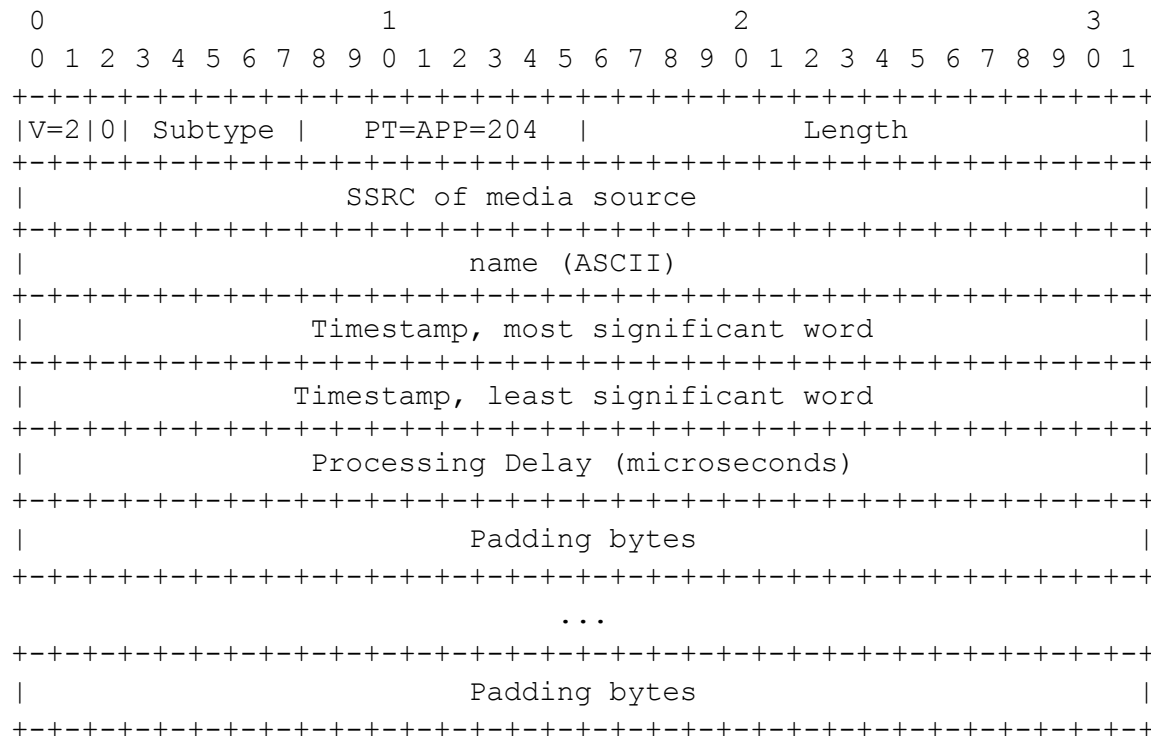 0                   1                   2                   3
0 1 2 3 4 5 6 7 8 9 0 1 2 3 4 5 6 7 8 9 0 1 2 3 4 5 6 7 8 9 0 1
+-+-+-+-+-+-+-+-+-+-+-+-+-+-+-+-+-+-+-+-+-+-+-+-+-+-+-+-+-+-+-+-+
|V=2|0| Subtype |   PT=APP=204  |            Length             |
+-+-+-+-+-+-+-+-+-+-+-+-+-+-+-+-+-+-+-+-+-+-+-+-+-+-+-+-+-+-+-+-+
|                  SSRC of media source                         |
+-+-+-+-+-+-+-+-+-+-+-+-+-+-+-+-+-+-+-+-+-+-+-+-+-+-+-+-+-+-+-+-+
|                         name (ASCII)                          |
+-+-+-+-+-+-+-+-+-+-+-+-+-+-+-+-+-+-+-+-+-+-+-+-+-+-+-+-+-+-+-+-+
|                Timestamp, most significant word               |
+-+-+-+-+-+-+-+-+-+-+-+-+-+-+-+-+-+-+-+-+-+-+-+-+-+-+-+-+-+-+-+-+
|               Timestamp, least significant word               |
+-+-+-+-+-+-+-+-+-+-+-+-+-+-+-+-+-+-+-+-+-+-+-+-+-+-+-+-+-+-+-+-+
|                Processing Delay (microseconds)                |
+-+-+-+-+-+-+-+-+-+-+-+-+-+-+-+-+-+-+-+-+-+-+-+-+-+-+-+-+-+-+-+-+
|                         Padding bytes                         |
+-+-+-+-+-+-+-+-+-+-+-+-+-+-+-+-+-+-+-+-+-+-+-+-+-+-+-+-+-+-+-+-+
...
+-+-+-+-+-+-+-+-+-+-+-+-+-+-+-+-+-+-+-+-+-+-+-+-+-+-+-+-+-+-+-+-+
|                         Padding bytes                         |
+-+-+-+-+-+-+-+-+-+-+-+-+-+-+-+-+-+-+-+-+-+-+-+-+-+-+-+-+-+-+-+-+